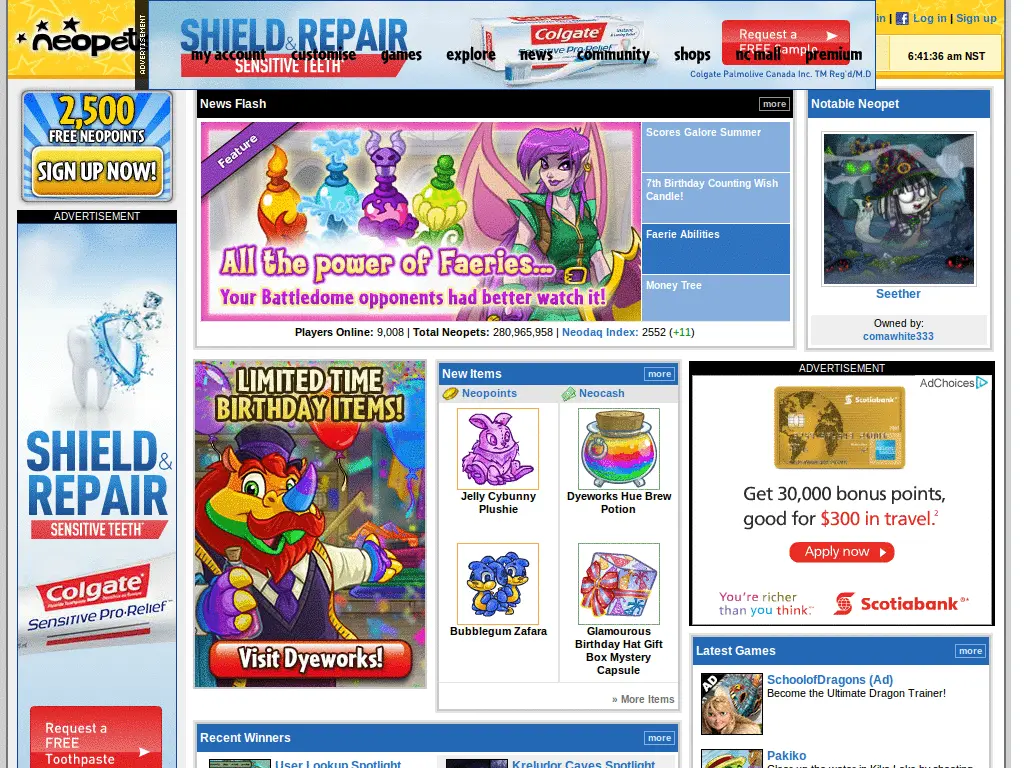 neopet
ADVERTISEMENT
SHIELD & REPAIR
SENSITIVE TEETH
Colgate
Sensitive Pro-Relief
Request a
FREE Sample
Colgate Palmolive Canada Inc. TM Reg'd/M.D
my account customise games explore news community shops nc mall premium
in | Log in | Sign up
6:41:36 am NST
2,500
FREE NEOPOINTS
SIGN UP NOW!
ADVERTISEMENT
SHIELD &
REPAIR
SENSITIVE TEETH
Colgate
Sensitive Pro-Relief
Request a
FREE
Toothpaste
News Flash more
Feature
All the power of Faeries...
Your Battledome opponents had better watch it!
Scores Galore Summer
7th Birthday Counting Wish
Candle!
Faerie Abilities
Money Tree
Players Online: 9,008 | Total Neopets: 280,965,958 | Neodaq Index: 2552 (+11)
Notable Neopet
Seether
Owned by:
comawhite333
LIMITED TIME
BIRTHDAY ITEMS!
Visit Dyeworks!
New Items more
Neopoints Neocash
Jelly Cybunny
Plushie
Dyeworks Hue Brew
Potion
Bubblegum Zafara
Glamourous
Birthday Hat Gift
Box Mystery
Capsule
» More Items
ADVERTISEMENT
AdChoices
Scotiabank
Get 30,000 bonus points,
good for $300 in travel.2
Apply now
You're richer
than you think.
Scotiabank
Latest Games more
AD
SchoolofDragons (Ad)
Become the Ultimate Dragon Trainer!
Pakiko
Recent Winners more
User Lookup Spotlight
Kreludor Caves Spotlight